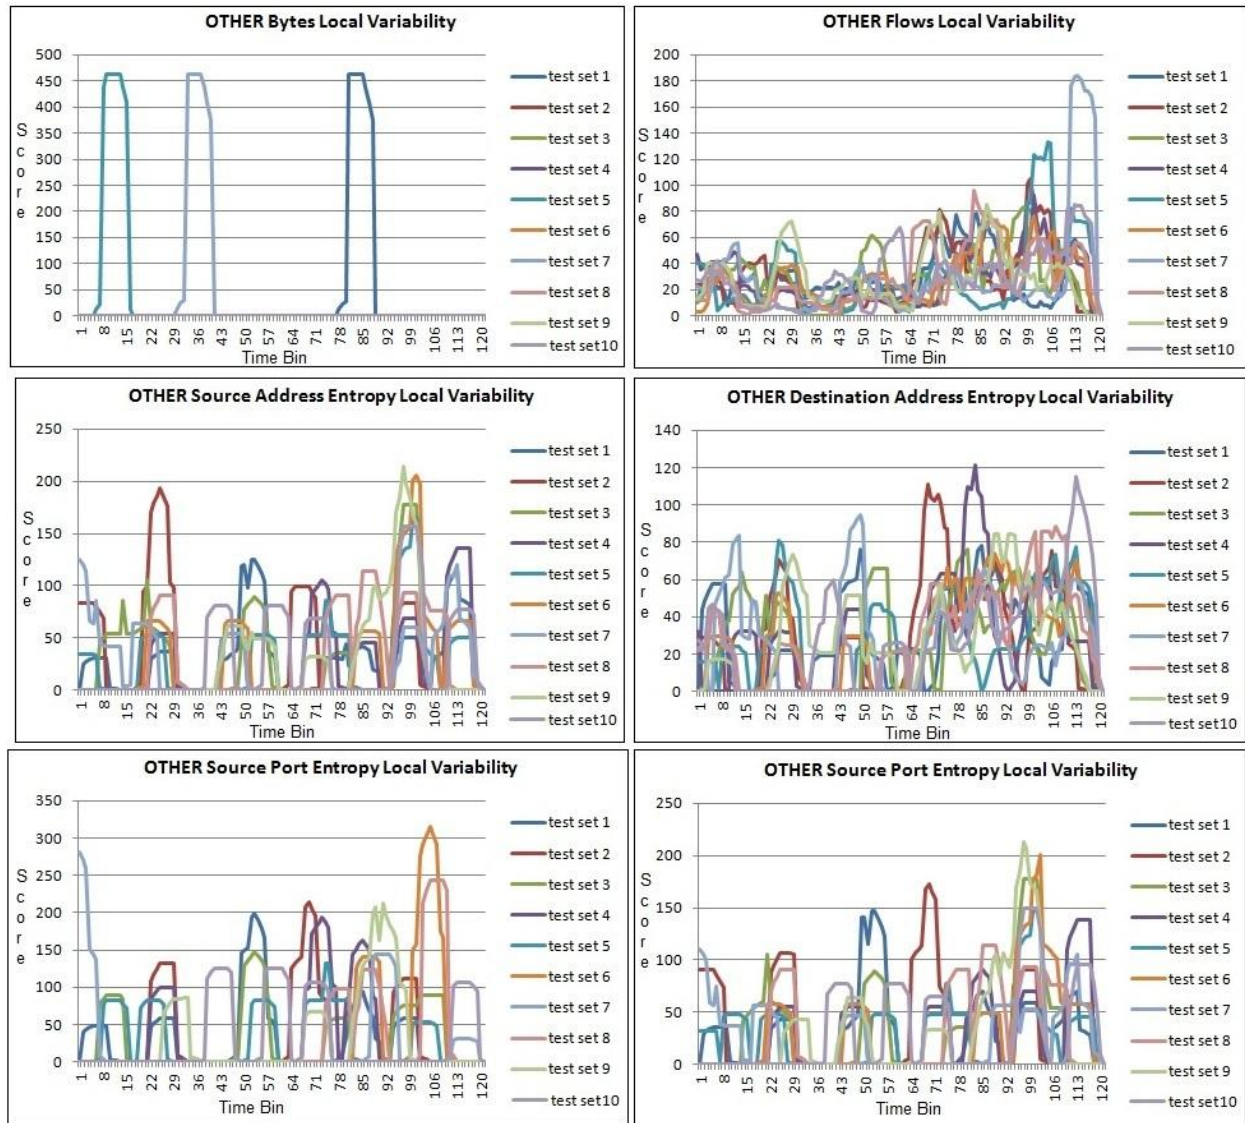 OTHER Bytes Local Variability
500
450
400
350
300
250
200
150
100
50
0
Score
1 8 15 22 29 36 43 50 57 64 71 78 85 92 99 106 113 120
Time Bin
test set 1
test set 2
test set 3
test set 4
test set 5
test set 6
test set 7
test set 8
test set 9
test set10
OTHER Flows Local Variability
200
180
160
140
120
100
80
60
40
20
0
Score
1 8 15 22 29 36 43 50 57 64 71 78 85 92 99 106 113 120
Time Bin
test set 1
test set 2
test set 3
test set 4
test set 5
test set 6
test set 7
test set 8
test set 9
test set10
OTHER Source Address Entropy Local Variability
250
200
150
100
50
0
Score
1 8 15 22 29 36 43 50 57 64 71 78 85 92 99 106 113 120
Time Bin
test set 1
test set 2
test set 3
test set 4
test set 5
test set 6
test set 7
test set 8
test set 9
test set10
OTHER Destination Address Entropy Local Variability
140
120
100
80
60
40
20
0
Score
1 8 15 22 29 36 43 50 57 64 71 78 85 92 99 106 113 120
Time Bin
test set 1
test set 2
test set 3
test set 4
test set 5
test set 6
test set 7
test set 8
test set 9
test set10
OTHER Source Port Entropy Local Variability
350
300
250
200
150
100
50
0
Score
1 8 15 22 29 36 43 50 57 64 71 78 85 92 99 106 113 120
Time Bin
test set 1
test set 2
test set 3
test set 4
test set 5
test set 6
test set 7
test set 8
test set 9
test set10
OTHER Source Port Entropy Local Variability
250
200
150
100
50
0
Score
1 8 15 22 29 36 43 50 57 64 71 78 85 92 99 106 113 120
Time Bin
test set 1
test set 2
test set 3
test set 4
test set 5
test set 6
test set 7
test set 8
test set 9
test set10